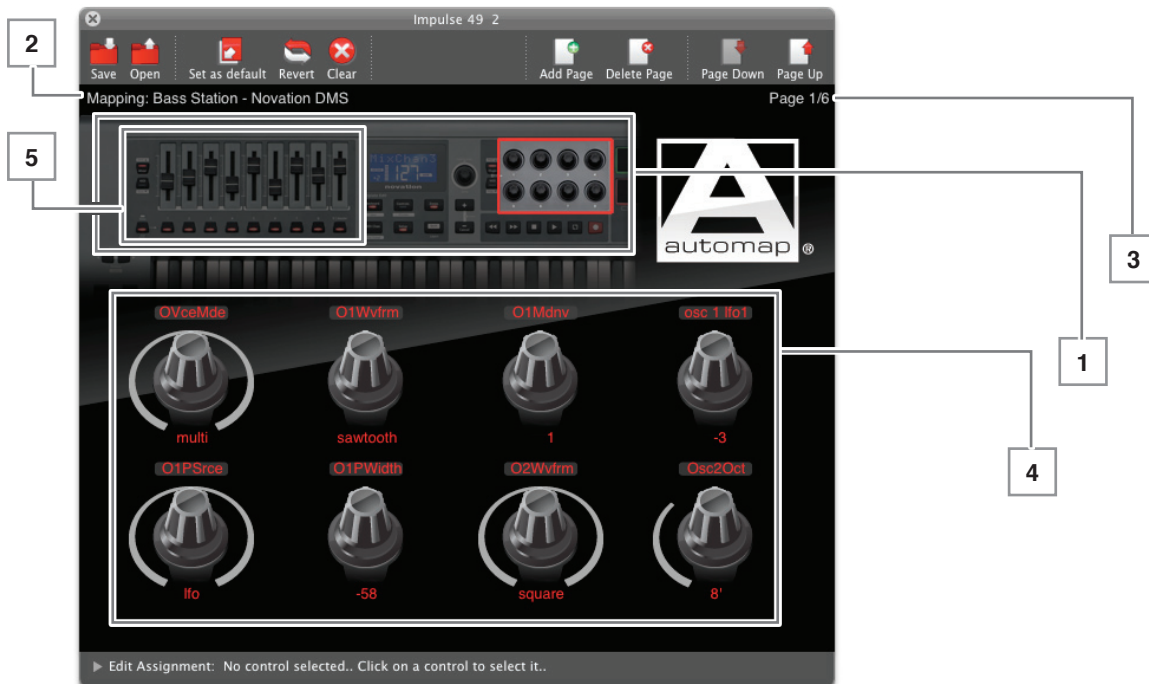 Impulse 49 2
Save Open Set as default Revert Clear Add Page Delete Page Page Down Page Up
Mapping: Bass Station - Novation DMS Page 1/6
2
5
MixChan3
127
novation
automap ®
3
1
OVceMde O1Wvfrm O1Mdnv osc 1 lfo1
multi sawtooth 1 -3
4
O1PSrce O1PWidth O2Wvfrm Osc2Oct
lfo -58 square 8'
Edit Assignment: No control selected.. Click on a control to select it..